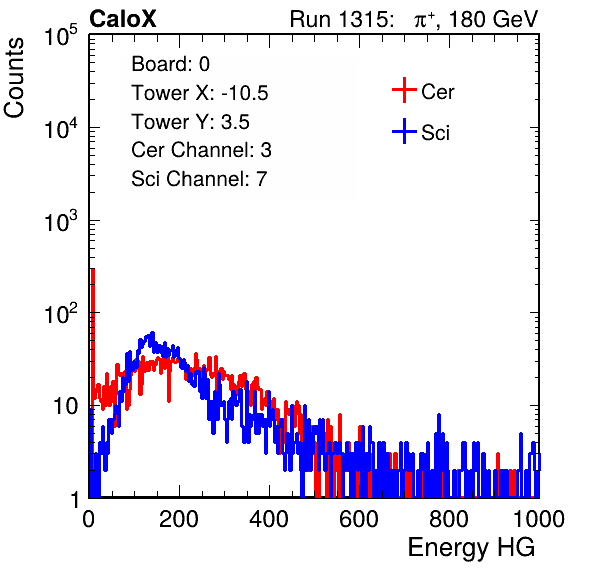 CaloX Run 1315: π⁺, 180 GeV
Counts
10⁵
10⁴
10³
10²
10
1
Board: 0
Tower X: -10.5
Tower Y: 3.5
Cer Channel: 3
Sci Channel: 7
Cer
Sci
0 200 400 600 800 1000
Energy HG